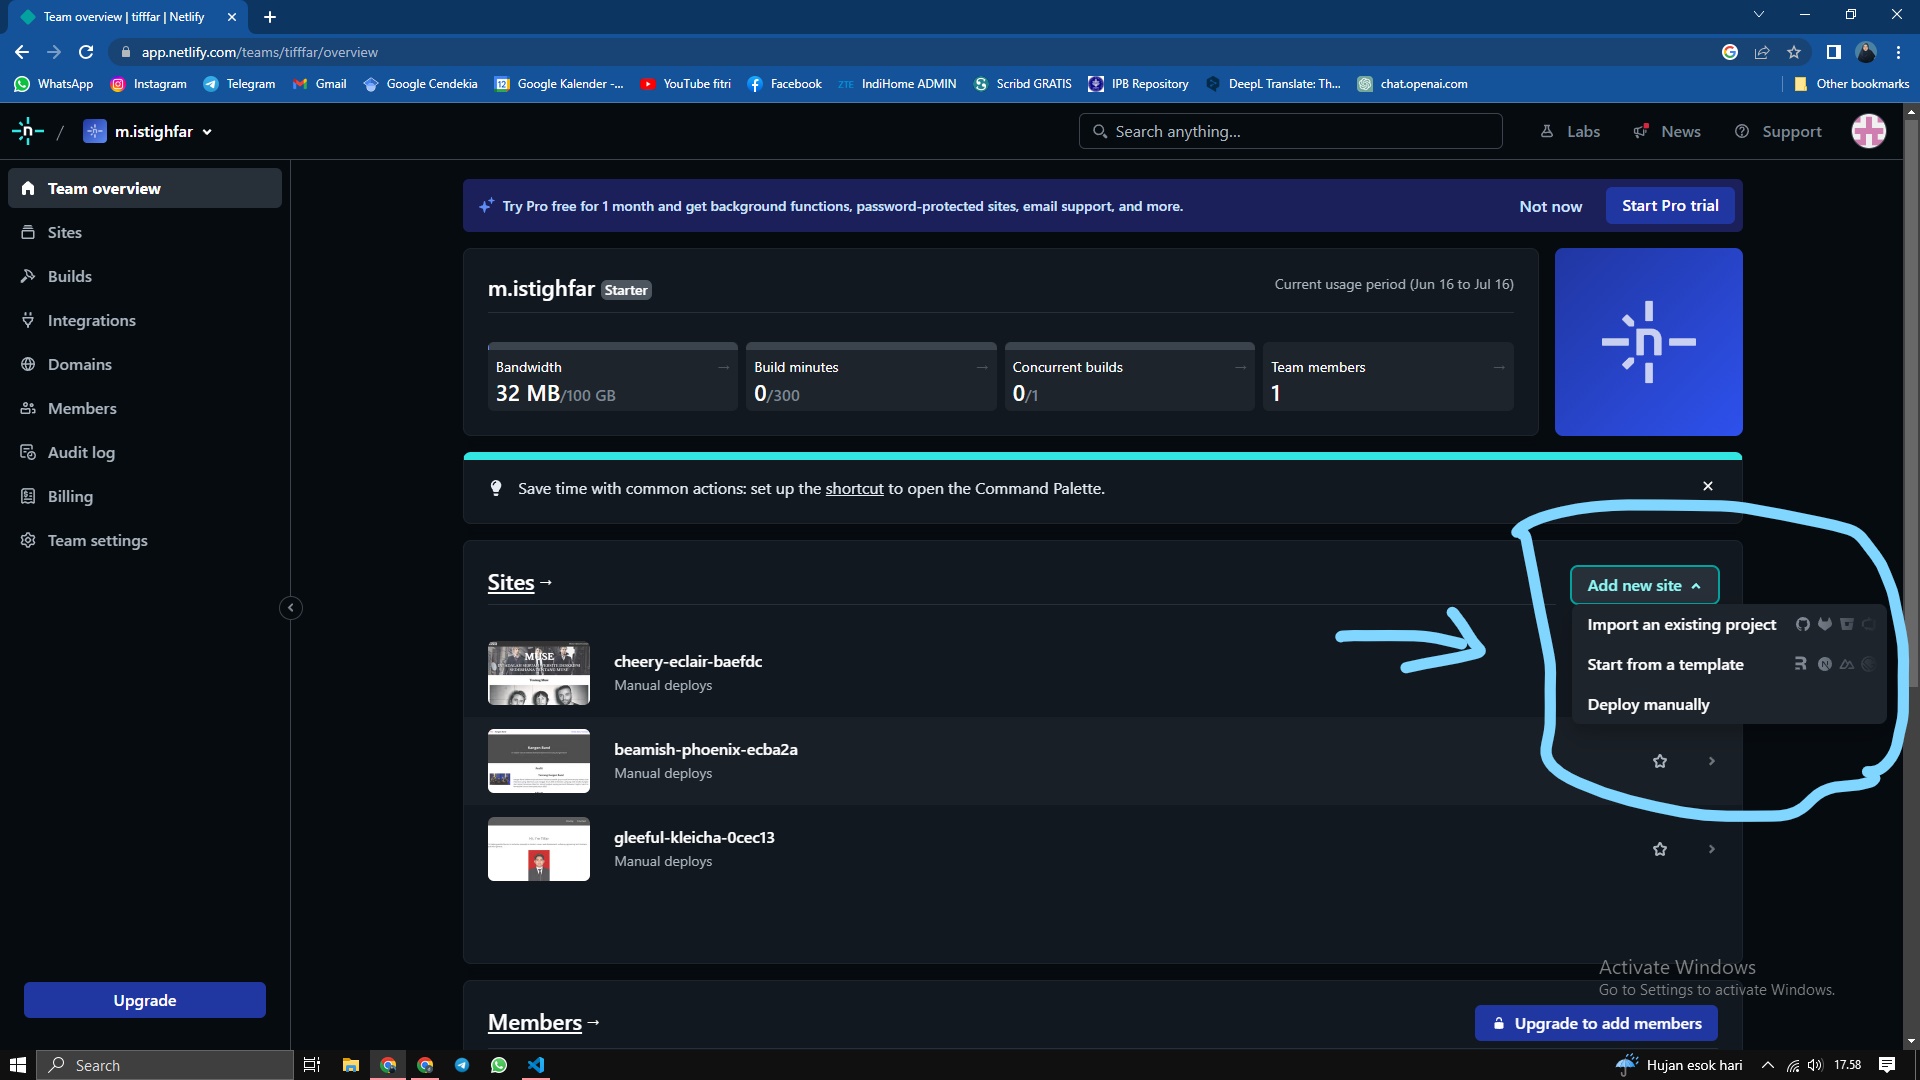 Team overview | tifffar | Netlify
app.netlify.com/teams/tifffar/overview
WhatsApp Instagram Telegram Gmail Google Cendekia Google Kalender -... YouTube fitri Facebook ZTE IndiHome ADMIN Scribd GRATIS IPB Repository DeepL Translate: Th... chat.openai.com Other bookmarks
n / m.istighfar Search anything... Labs News Support
Team overview
Sites
Builds
Integrations
Domains
Members
Audit log
Billing
Team settings
Upgrade
Try Pro free for 1 month and get background functions, password-protected sites, email support, and more. Not now Start Pro trial
m.istighfar Starter Current usage period (Jun 16 to Jul 16)
Bandwidth → Build minutes → Concurrent builds → Team members →
32 MB/100 GB 0/300 0/1 1
n
Save time with common actions: set up the shortcut to open the Command Palette.
Sites → Add new site
Import an existing project
Start from a template
Deploy manually
MUSE
cheery-eclair-baefdc
Manual deploys
beamish-phoenix-ecba2a
Manual deploys
gleeful-kleicha-0cec13
Manual deploys
Activate Windows
Go to Settings to activate Windows.
Members → Upgrade to add members
Search Hujan esok hari 17.58